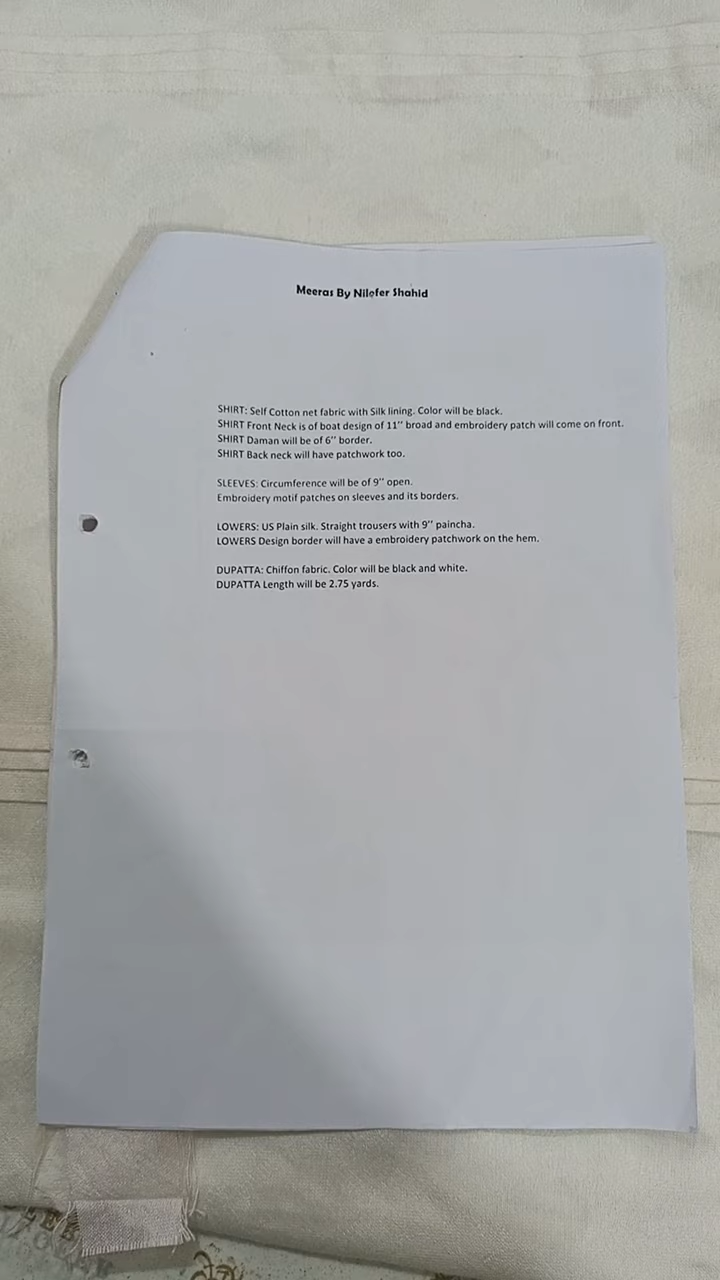 Meeras By Nilofer Shahid
SHIRT: Self Cotton net fabric with Silk lining. Color will be black.
SHIRT Front Neck is of boat design of 11'' broad and embroidery patch will come on front.
SHIRT Daman will be of 6'' border.
SHIRT Back neck will have patchwork too.
SLEEVES: Circumference will be of 9'' open.
Embroidery motif patches on sleeves and its borders.
LOWERS: US Plain silk. Straight trousers with 9'' paincha.
LOWERS Design border will have a embroidery patchwork on the hem.
DUPATTA: Chiffon fabric. Color will be black and white.
DUPATTA Length will be 2.75 yards.